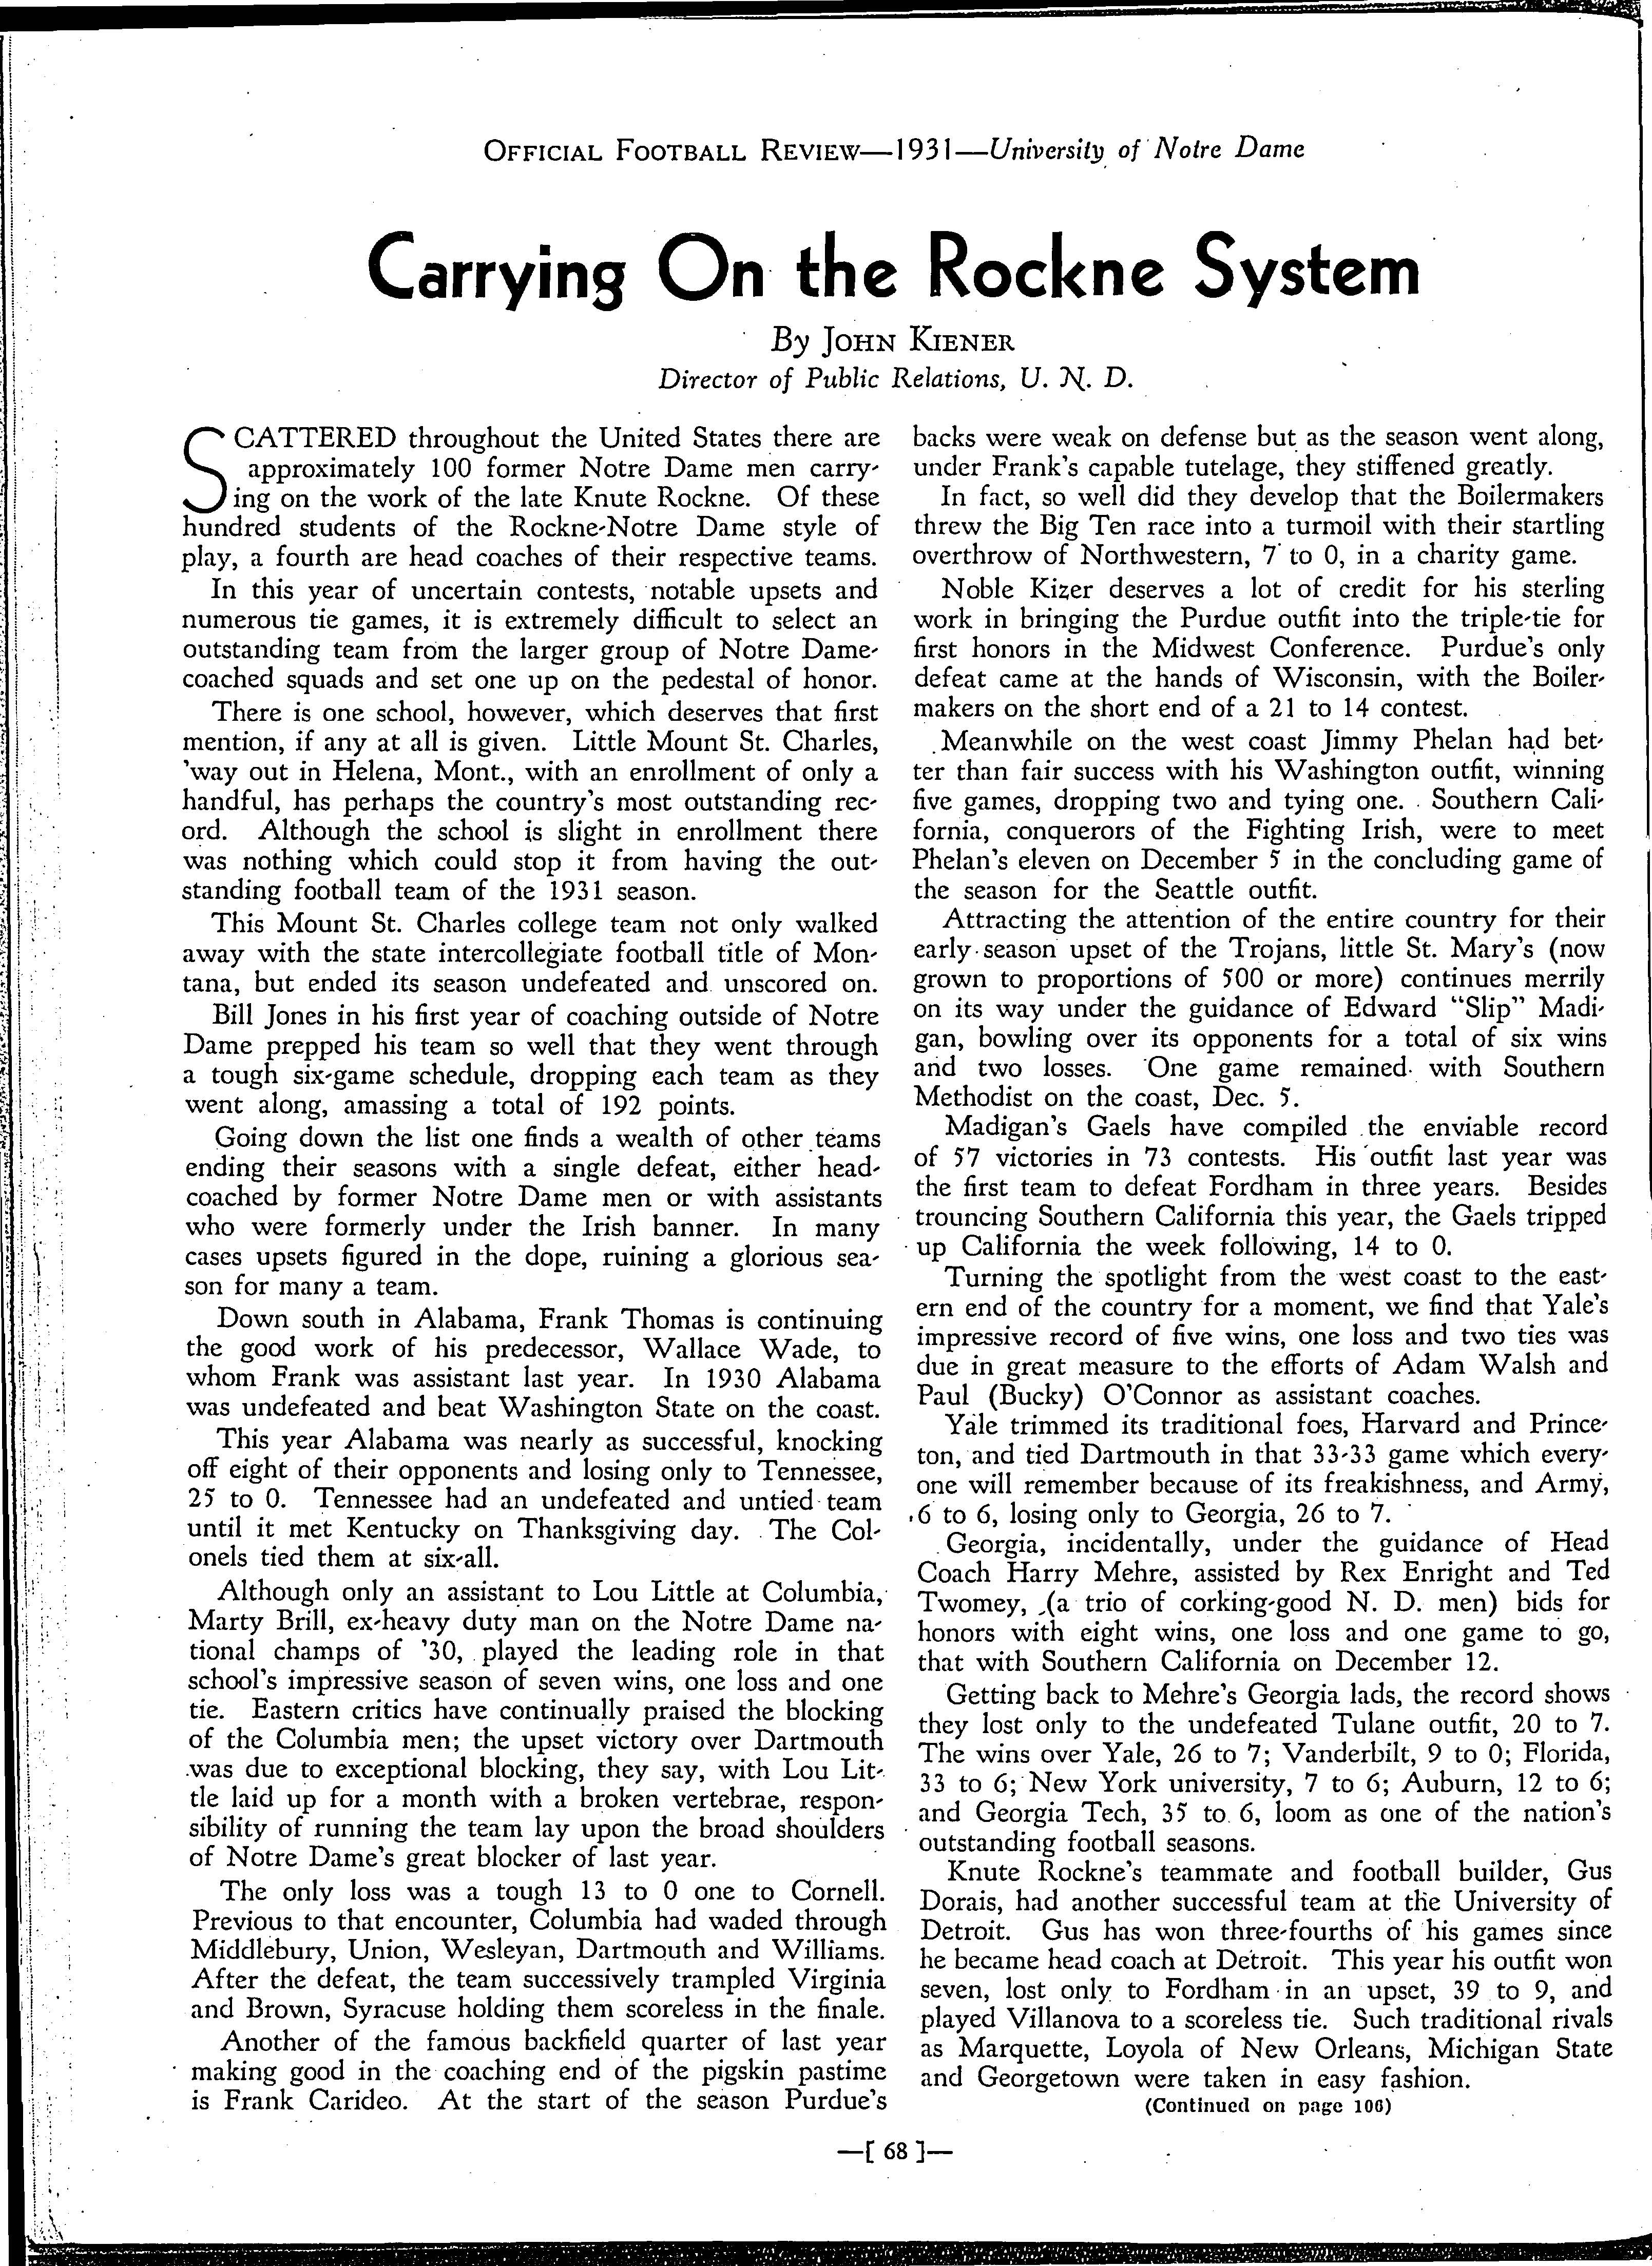 OFFICIAL FOOTBALL REVIEW—1931—University of Notre Dame
Carrying On the Rockne System
By JOHN KIENER
Director of Public Relations, U. N. D.
SCATTERED throughout the United States there are
approximately 100 former Notre Dame men carry-
ing on the work of the late Knute Rockne. Of these
hundred students of the Rockne-Notre Dame style of
play, a fourth are head coaches of their respective teams.
In this year of uncertain contests, notable upsets and
numerous tie games, it is extremely difficult to select an
outstanding team from the larger group of Notre Dame-
coached squads and set one up on the pedestal of honor.
There is one school, however, which deserves that first
mention, if any at all is given. Little Mount St. Charles,
'way out in Helena, Mont., with an enrollment of only a
handful, has perhaps the country's most outstanding rec-
ord. Although the school is slight in enrollment there
was nothing which could stop it from having the out-
standing football team of the 1931 season.
This Mount St. Charles college team not only walked
away with the state intercollegiate football title of Mon-
tana, but ended its season undefeated and unscored on.
Bill Jones in his first year of coaching outside of Notre
Dame prepped his team so well that they went through
a tough six-game schedule, dropping each team as they
went along, amassing a total of 192 points.
Going down the list one finds a wealth of other teams
ending their seasons with a single defeat, either head-
coached by former Notre Dame men or with assistants
who were formerly under the Irish banner. In many
cases upsets figured in the dope, ruining a glorious sea-
son for many a team.
Down south in Alabama, Frank Thomas is continuing
the good work of his predecessor, Wallace Wade, to
whom Frank was assistant last year. In 1930 Alabama
was undefeated and beat Washington State on the coast.
This year Alabama was nearly as successful, knocking
off eight of their opponents and losing only to Tennessee,
25 to 0. Tennessee had an undefeated and untied team
until it met Kentucky on Thanksgiving day. The Col-
onels tied them at six-all.
Although only an assistant to Lou Little at Columbia,
Marty Brill, ex-heavy duty man on the Notre Dame na-
tional champs of '30, played the leading role in that
school's impressive season of seven wins, one loss and one
tie. Eastern critics have continually praised the blocking
of the Columbia men; the upset victory over Dartmouth
was due to exceptional blocking, they say, with Lou Lit-
tle laid up for a month with a broken vertebrae, respon-
sibility of running the team lay upon the broad shoulders
of Notre Dame's great blocker of last year.
The only loss was a tough 13 to 0 one to Cornell.
Previous to that encounter, Columbia had waded through
Middlebury, Union, Wesleyan, Dartmouth and Williams.
After the defeat, the team successively trampled Virginia
and Brown, Syracuse holding them scoreless in the finale.
Another of the famous backfield quarter of last year
making good in the coaching end of the pigskin pastime
is Frank Carideo. At the start of the season Purdue's
backs were weak on defense but as the season went along,
under Frank's capable tutelage, they stiffened greatly.
In fact, so well did they develop that the Boilermakers
threw the Big Ten race into a turmoil with their startling
overthrow of Northwestern, 7 to 0, in a charity game.
Noble Kizer deserves a lot of credit for his sterling
work in bringing the Purdue outfit into the triple-tie for
first honors in the Midwest Conference. Purdue's only
defeat came at the hands of Wisconsin, with the Boiler-
makers on the short end of a 21 to 14 contest.
Meanwhile on the west coast Jimmy Phelan had bet-
ter than fair success with his Washington outfit, winning
five games, dropping two and tying one. Southern Cali-
fornia, conquerors of the Fighting Irish, were to meet
Phelan's eleven on December 5 in the concluding game of
the season for the Seattle outfit.
Attracting the attention of the entire country for their
early season upset of the Trojans, little St. Mary's (now
grown to proportions of 500 or more) continues merrily
on its way under the guidance of Edward "Slip" Madi-
gan, bowling over its opponents for a total of six wins
and two losses. One game remained with Southern
Methodist on the coast, Dec. 5.
Madigan's Gaels have compiled the enviable record
of 57 victories in 73 contests. His outfit last year was
the first team to defeat Fordham in three years. Besides
trouncing Southern California this year, the Gaels tripped
up California the week following, 14 to 0.
Turning the spotlight from the west coast to the east-
ern end of the country for a moment, we find that Yale's
impressive record of five wins, one loss and two ties was
due in great measure to the efforts of Adam Walsh and
Paul (Bucky) O'Connor as assistant coaches.
Yale trimmed its traditional foes, Harvard and Prince-
ton, and tied Dartmouth in that 33-33 game which every-
one will remember because of its freakishness, and Army,
6 to 6, losing only to Georgia, 26 to 7.
Georgia, incidentally, under the guidance of Head
Coach Harry Mehre, assisted by Rex Enright and Ted
Twomey, (a trio of corking-good N. D. men) bids for
honors with eight wins, one loss and one game to go,
that with Southern California on December 12.
Getting back to Mehre's Georgia lads, the record shows
they lost only to the undefeated Tulane outfit, 20 to 7.
The wins over Yale, 26 to 7; Vanderbilt, 9 to 0; Florida,
33 to 6; New York university, 7 to 6; Auburn, 12 to 6;
and Georgia Tech, 35 to 6, loom as one of the nation's
outstanding football seasons.
Knute Rockne's teammate and football builder, Gus
Dorais, had another successful team at the University of
Detroit. Gus has won three-fourths of his games since
he became head coach at Detroit. This year his outfit won
seven, lost only to Fordham in an upset, 39 to 9, and
played Villanova to a scoreless tie. Such traditional rivals
as Marquette, Loyola of New Orleans, Michigan State
and Georgetown were taken in easy fashion.
(Continued on page 106)
—[ 68 ]—